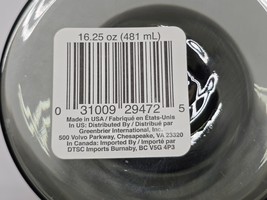 16.25 oz (481 mL)
0 31009 29472 5
Made in USA / Fabriqué en États-Unis
In US: Distributed By / Distribué par
Greenbrier International, Inc.
500 Volvo Parkway, Chesapeake, VA 23320
In Canada: Imported By / Importé par
DTSC Imports Burnaby, BC V5G 4P3